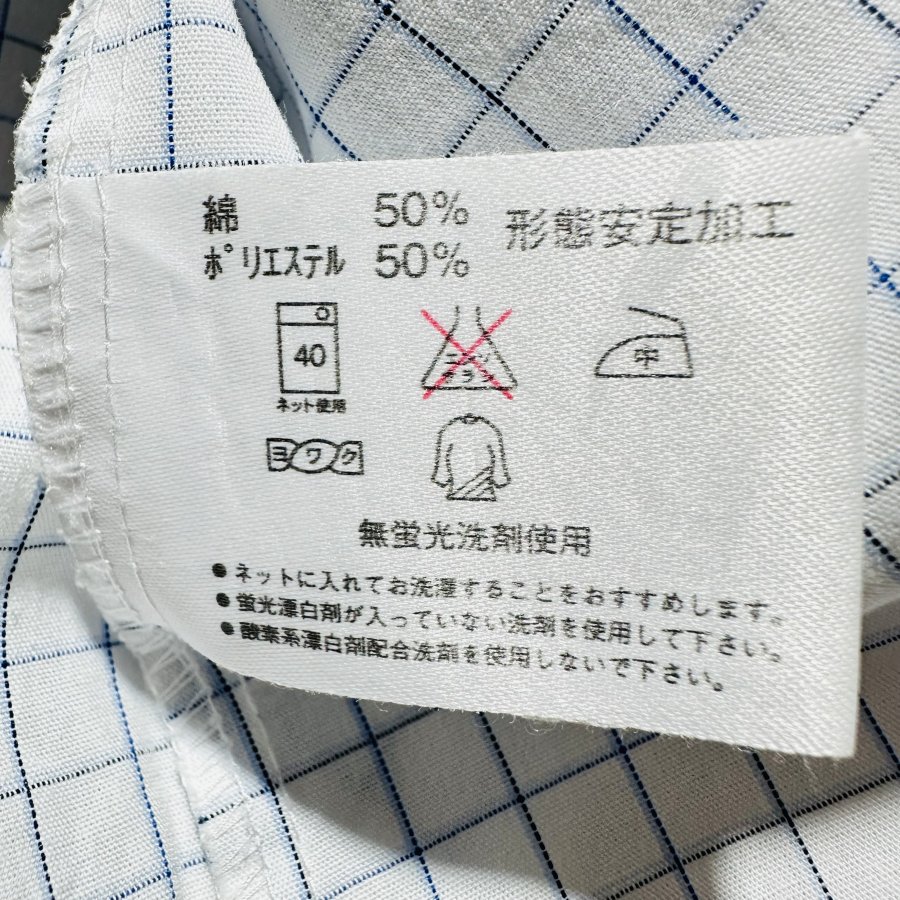 綿 50%
ポリエステル 50%
形態安定加工
40
ネット使用
エンソ
サラシ
中
ヨワク
無蛍光洗剤使用
●ネットに入れてお洗濯することをおすすめします。
●蛍光漂白剤が入っていない洗剤を使用して下さい。
●酸素系漂白剤配合洗剤を使用しないで下さい。